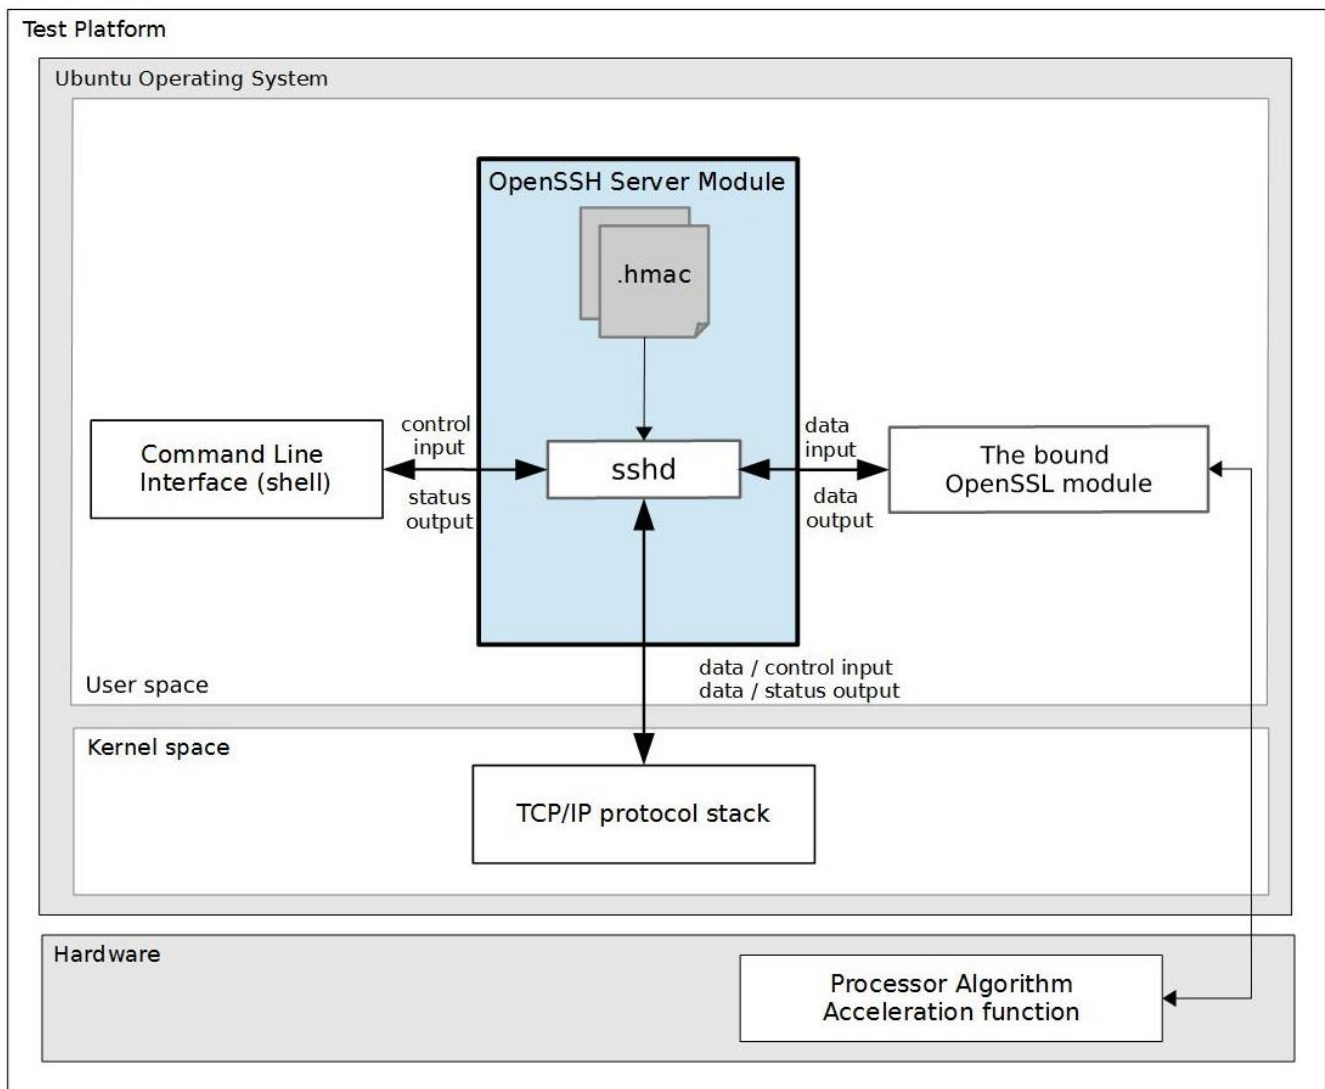 Test Platform
Ubuntu Operating System
OpenSSH Server Module
.hmac
control
input
data
input
Command Line
Interface (shell)
sshd
The bound
OpenSSL module
status
output
data
output
data / control input
data / status output
User space
Kernel space
TCP/IP protocol stack
Hardware
Processor Algorithm
Acceleration function